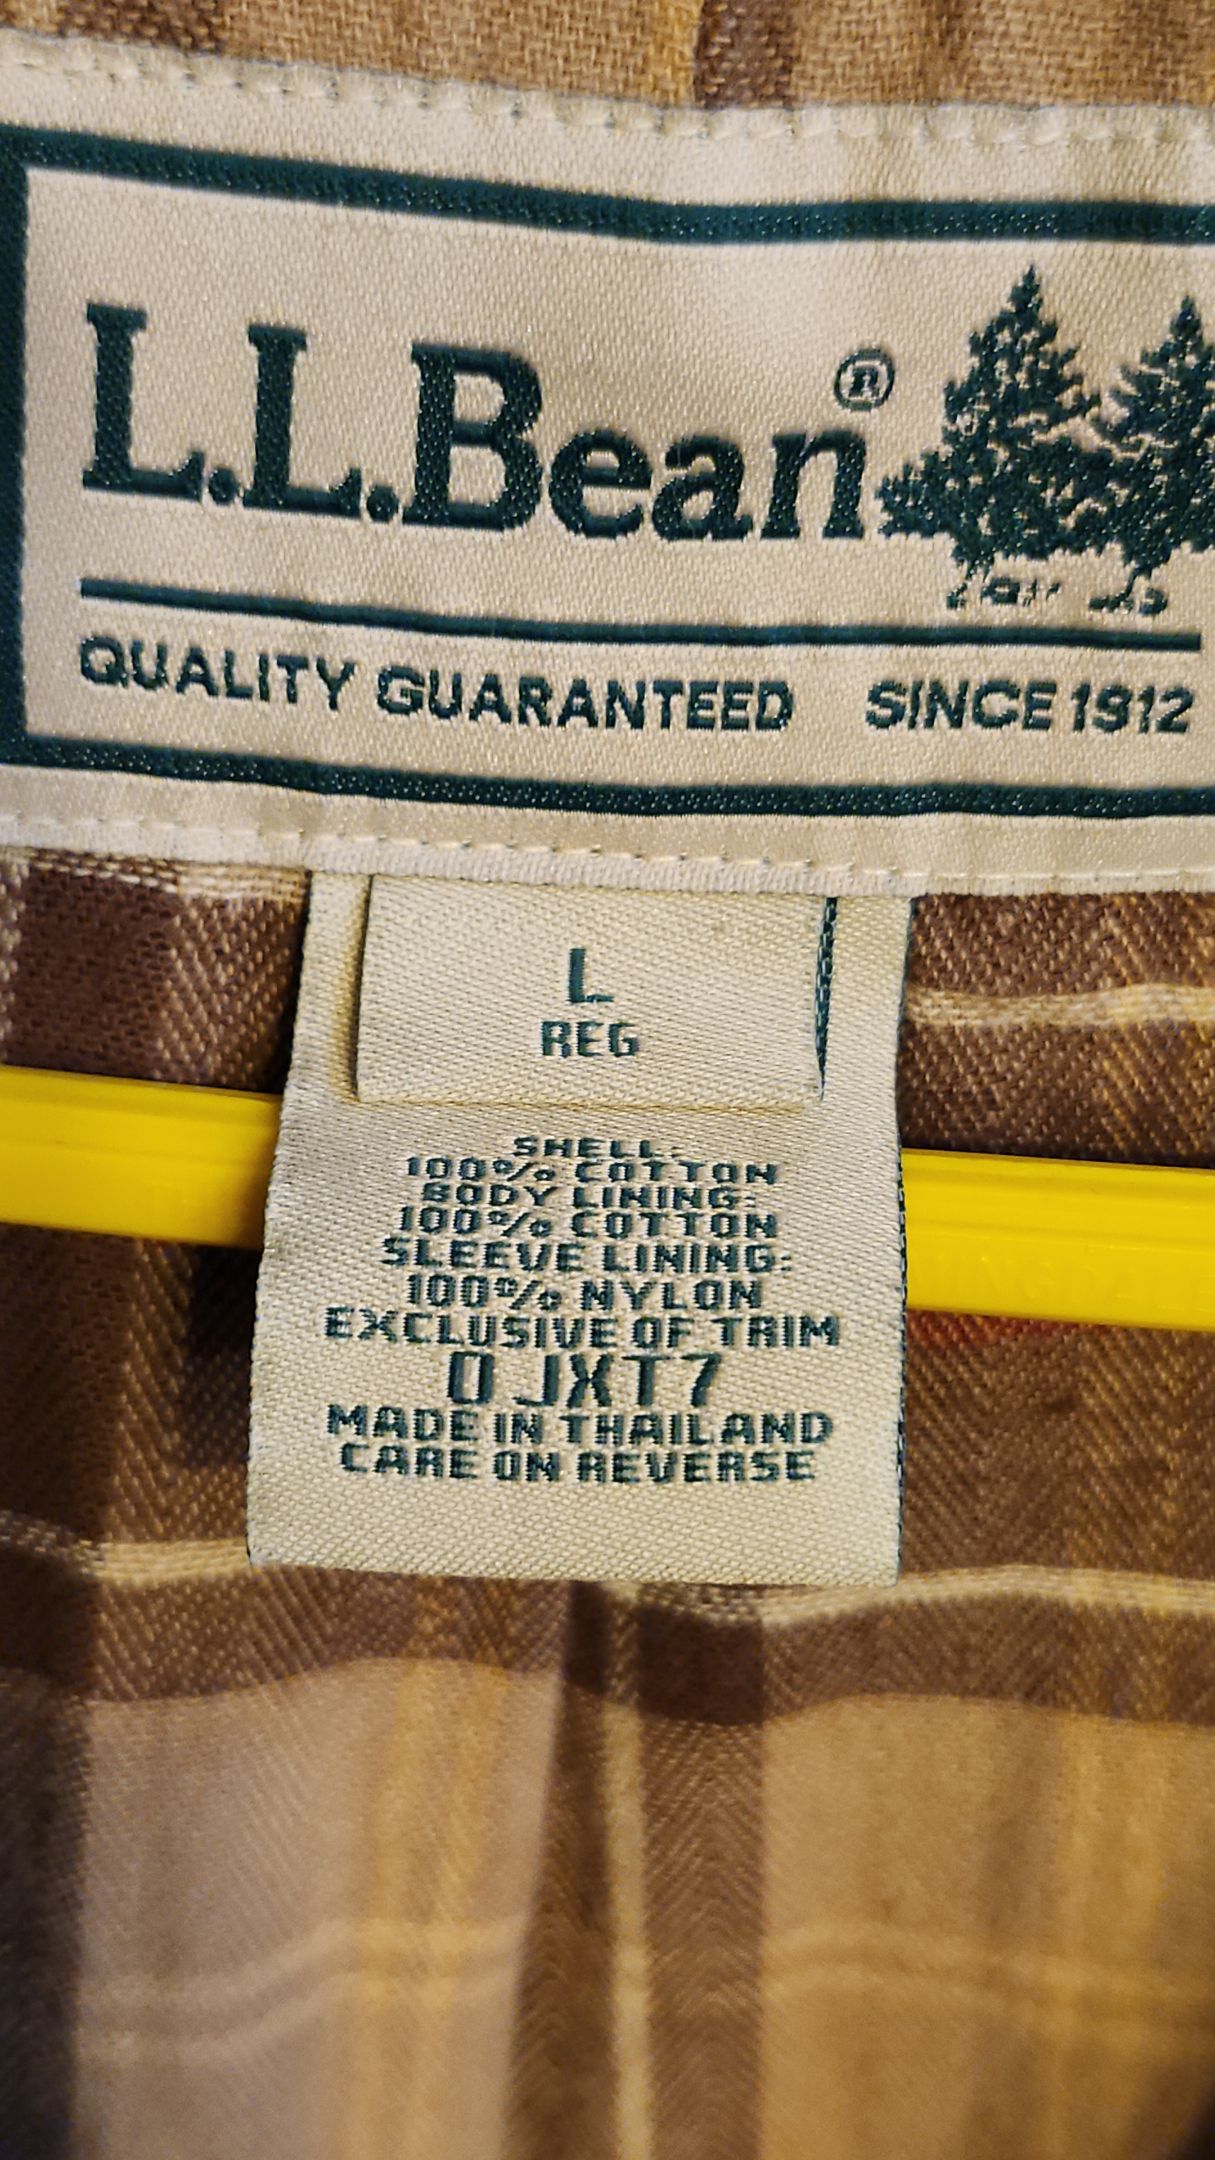 L.L.Bean®
QUALITY GUARANTEED SINCE 1912
L
REG
SHELL:
100% COTTON
BODY LINING:
100% COTTON
SLEEVE LINING:
100% NYLON
EXCLUSIVE OF TRIM
0 JXT7
MADE IN THAILAND
CARE ON REVERSE